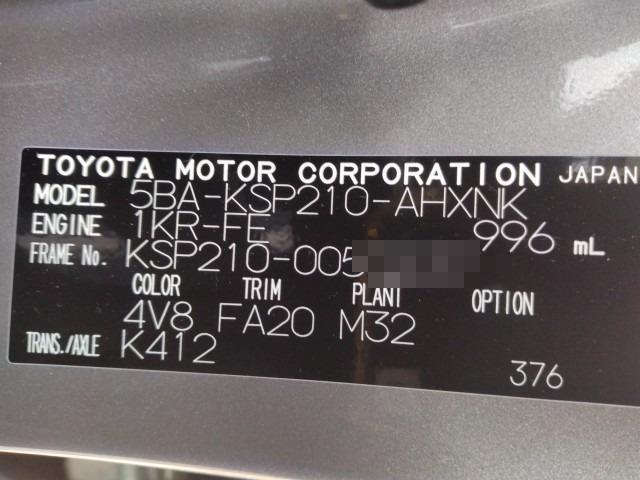 TOYOTA MOTOR CORPORATION JAPAN
MODEL 5BA-KSP210-AHXNK
ENGINE 1KR-FE 996 mL
FRAME No. KSP210-005
COLOR TRIM PLANT OPTION
4V8 FA20 M32
TRANS./AXLE K412
376